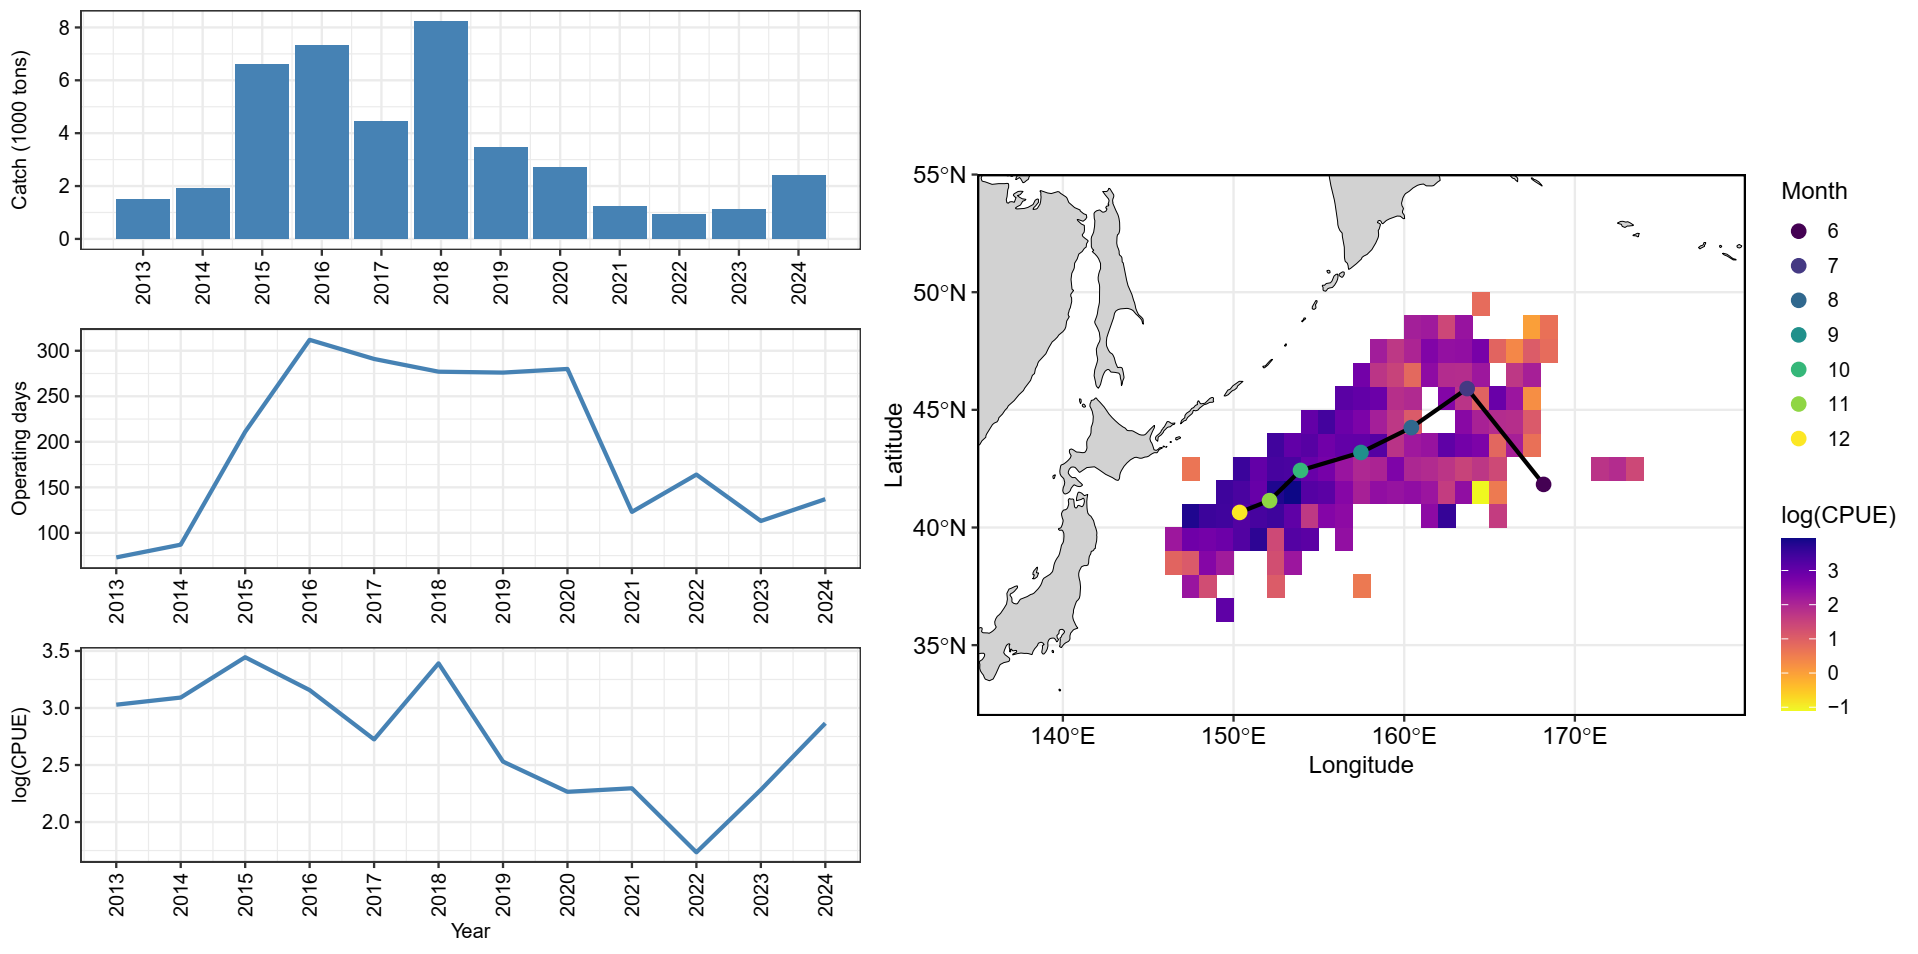 Catch (1000 tons)
8
6
4
2
0
2013 2014 2015 2016 2017 2018 2019 2020 2021 2022 2023 2024
Operating days
300
250
200
150
100
2013 2014 2015 2016 2017 2018 2019 2020 2021 2022 2023 2024
log(CPUE)
3.5
3.0
2.5
2.0
2013 2014 2015 2016 2017 2018 2019 2020 2021 2022 2023 2024
Year
Latitude
55°N
50°N
45°N
40°N
35°N
140°E 150°E 160°E 170°E
Longitude
Month
6
7
8
9
10
11
12
log(CPUE)
3
2
1
0
−1